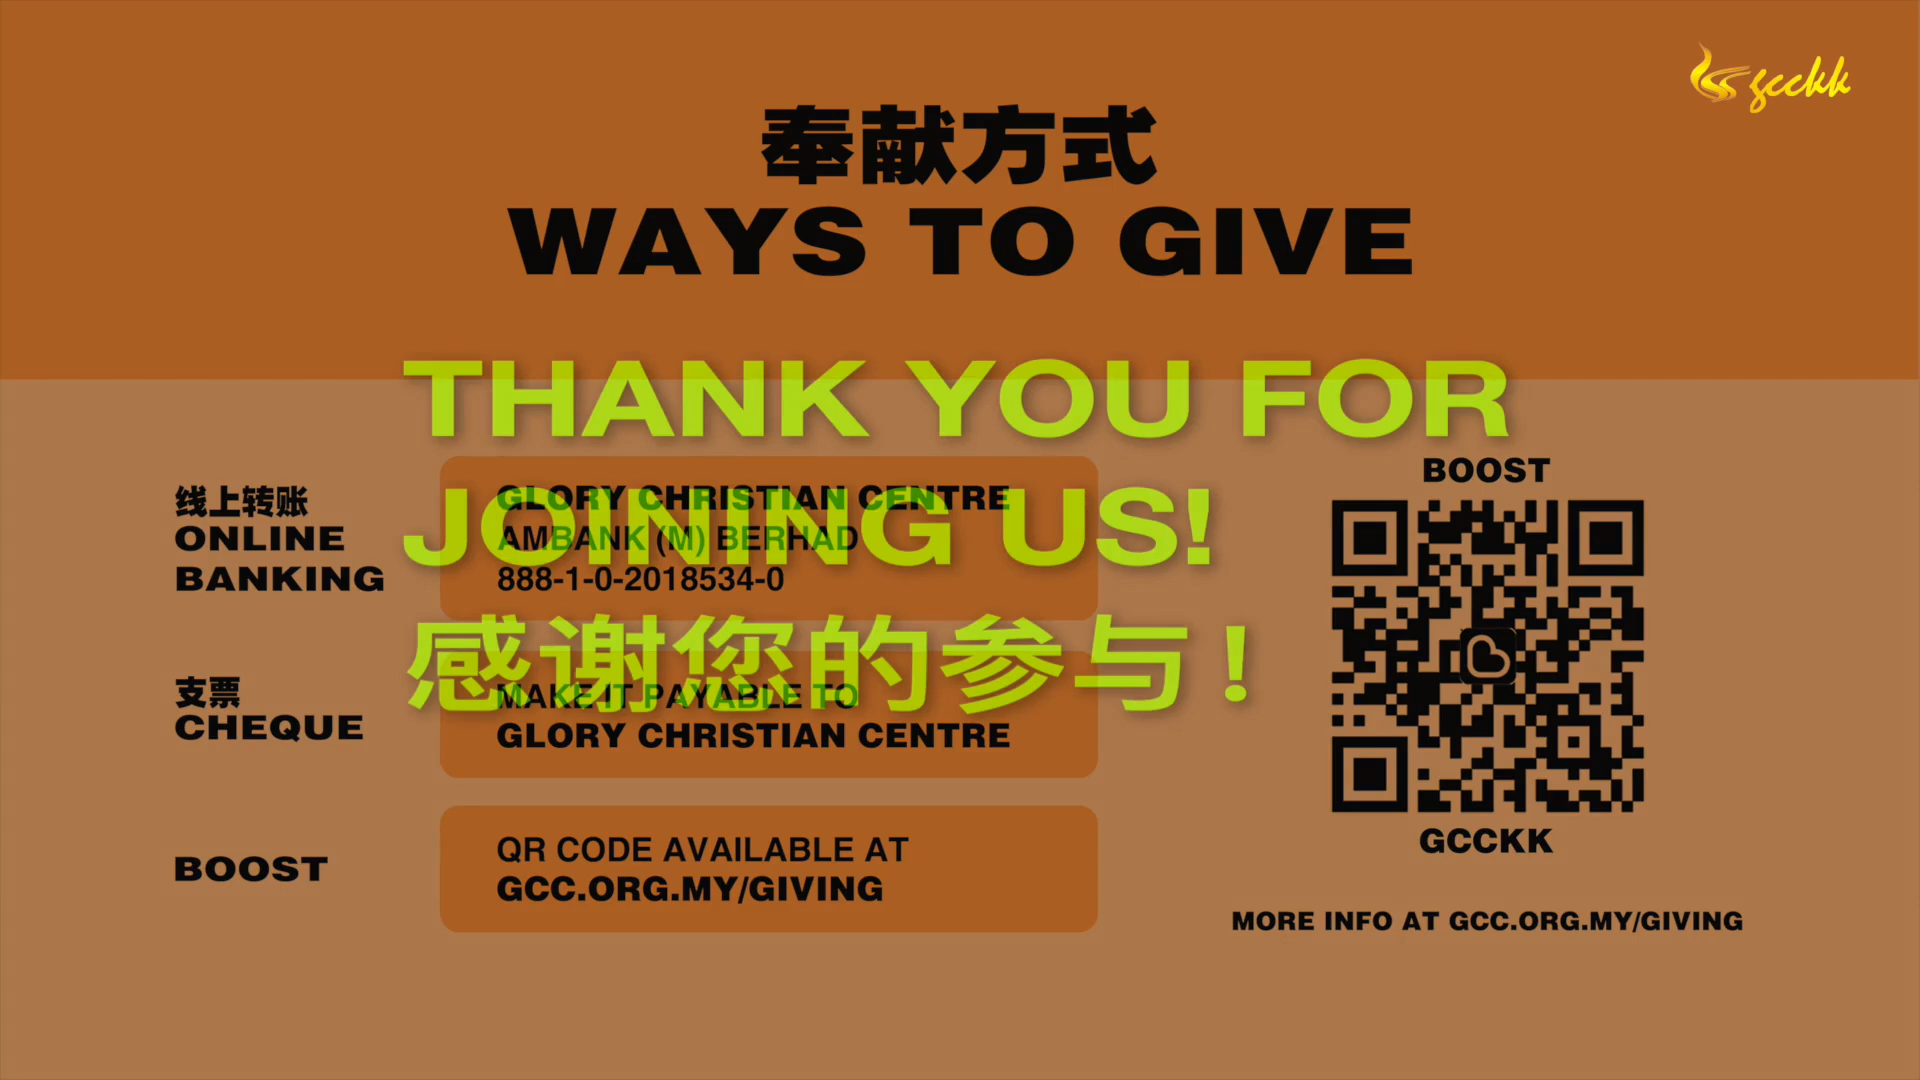 gcckk
奉献方式
WAYS TO GIVE
THANK YOU FOR
JOINING US!
感谢您的参与！
线上转账
ONLINE
BANKING
GLORY CHRISTIAN CENTRE
AMBANK (M) BERHAD
888-1-0-2018534-0
支票
CHEQUE
MAKE IT PAYABLE TO
GLORY CHRISTIAN CENTRE
BOOST
QR CODE AVAILABLE AT
GCC.ORG.MY/GIVING
BOOST
GCCKK
MORE INFO AT GCC.ORG.MY/GIVING